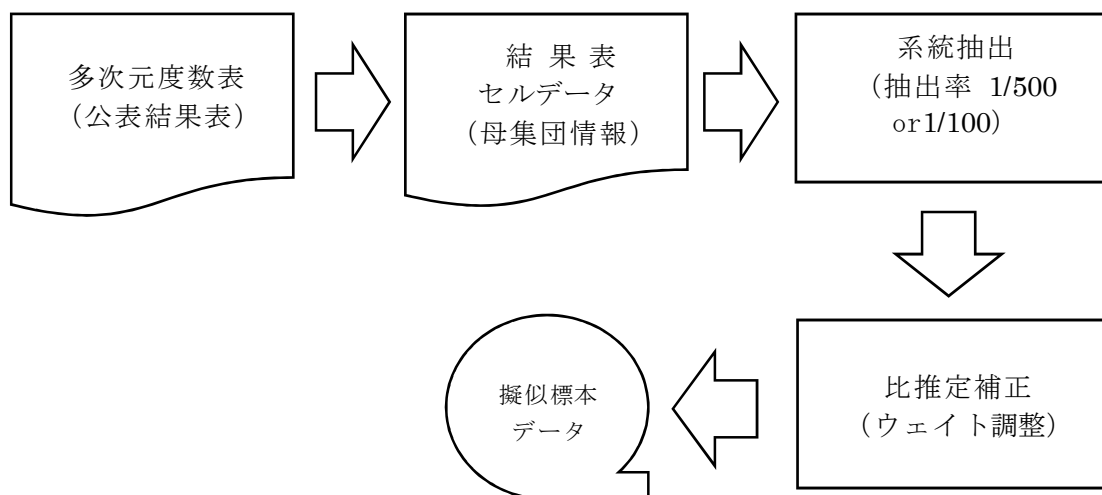 多次元度数表
（公表結果表）
結 果 表
セルデータ
（母集団情報）
系統抽出
（抽出率 1/500
or1/100）
比推定補正
（ウェイト調整）
擬似標本
データ